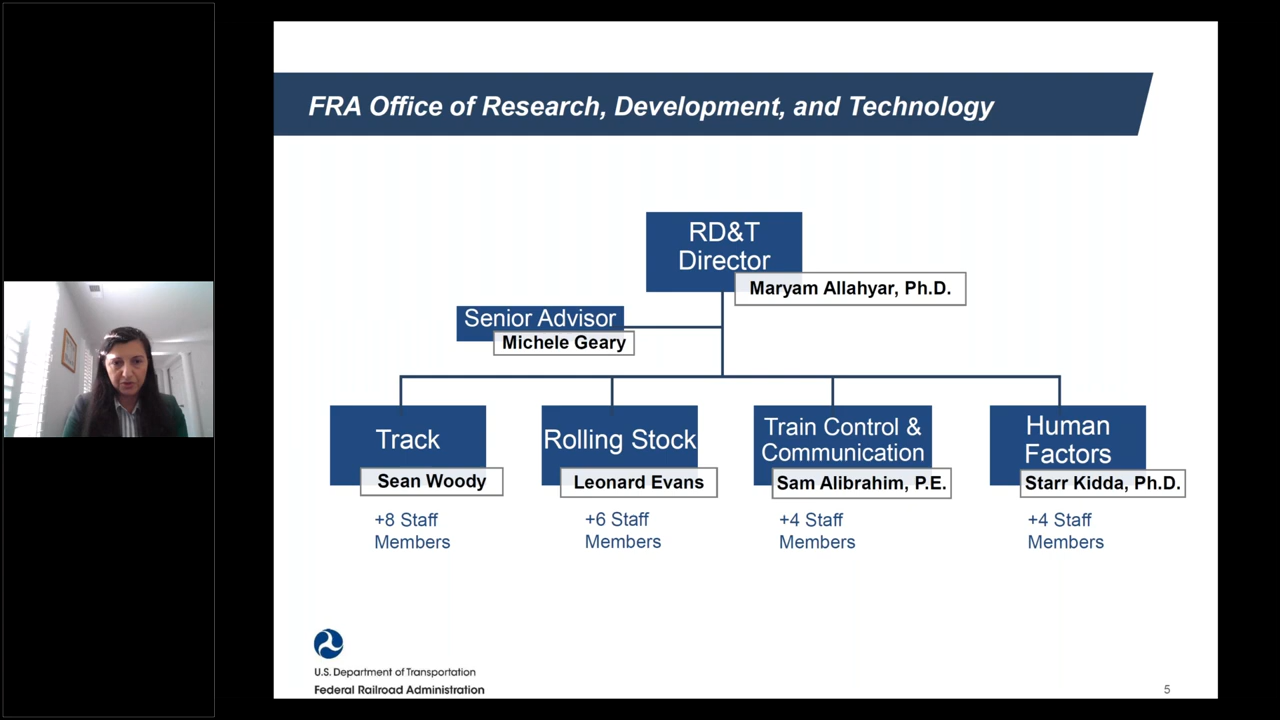 FRA Office of Research, Development, and Technology
RD&T
Director
Maryam Allahyar, Ph.D.
Senior Advisor
Michele Geary
Track
Sean Woody
+8 Staff
Members
Rolling Stock
Leonard Evans
+6 Staff
Members
Train Control &
Communication
Sam Alibrahim, P.E.
+4 Staff
Members
Human
Factors
Starr Kidda, Ph.D.
+4 Staff
Members
U.S. Department of Transportation
Federal Railroad Administration
5